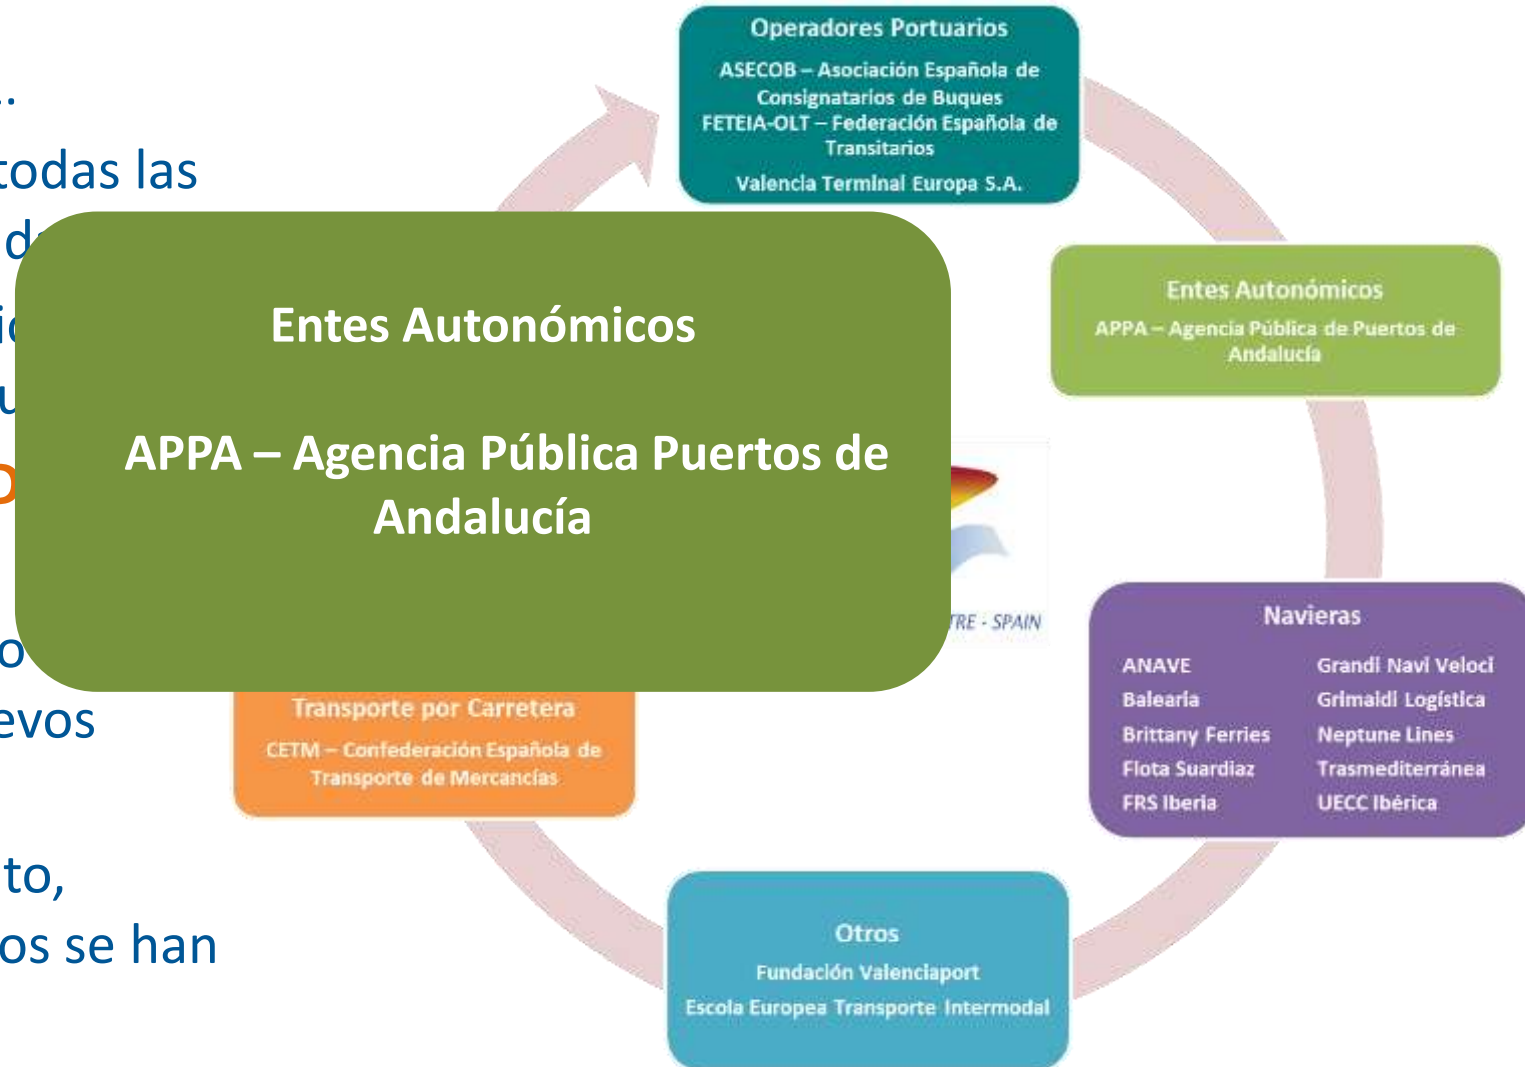 ..
todas las
Entes Autonómicos
APPA – Agencia Pública Puertos de
Andalucía
evos
to,
os se han
Operadores Portuarios
ASECOB – Asociación Española de
Consignatarios de Buques
FETEIA-OLT – Federación Española de
Transitarios
Valencia Terminal Europa S.A.
Entes Autonómicos
APPA – Agencia Pública de Puertos de
Andalucía
TRE - SPAIN
Navieras
ANAVE
Balearia
Brittany Ferries
Flota Suardiaz
FRS Iberia
Grandi Navi Veloci
Grimaldi Logística
Neptune Lines
Trasmediterránea
UECC Ibérica
Otros
Fundación Valenciaport
Escola Europea Transporte Intermodal
Transporte por Carretera
CETM – Confederación Española de
Transporte de Mercancías